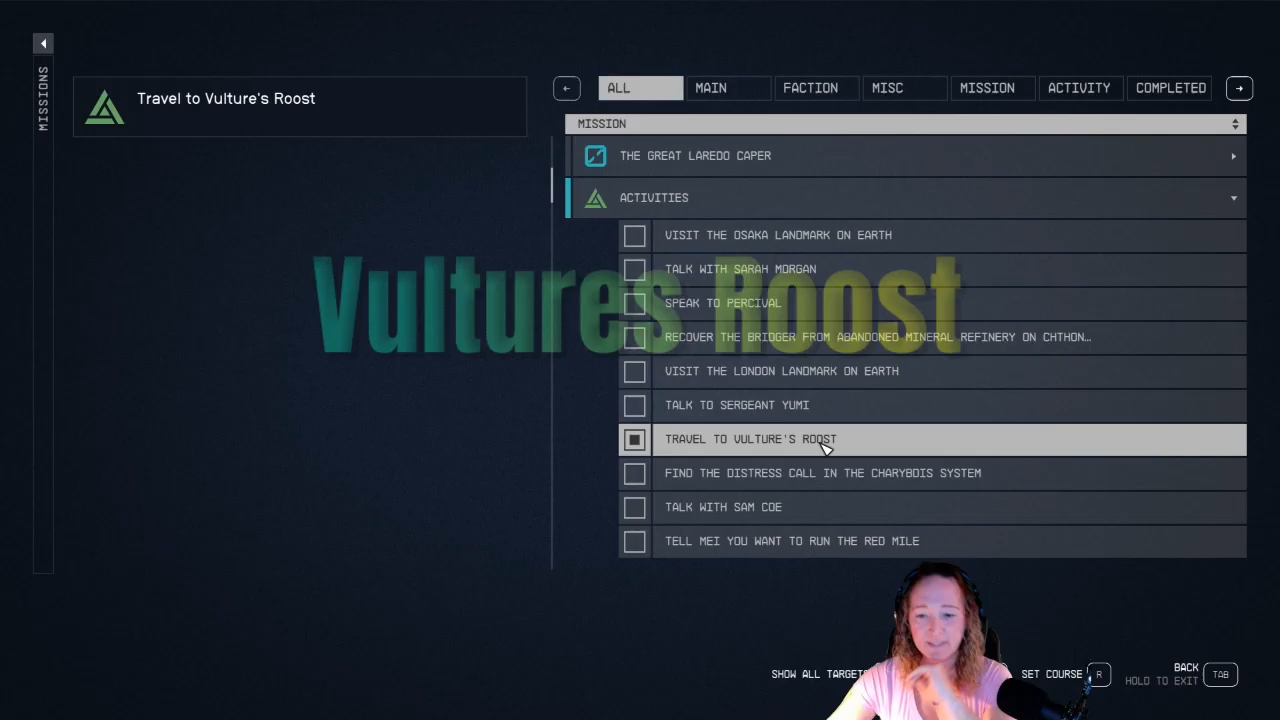 MISSIONS
Travel to Vulture's Roost
ALL MAIN FACTION MISC MISSION ACTIVITY COMPLETED
MISSION
THE GREAT LAREDO CAPER
ACTIVITIES
VISIT THE OSAKA LANDMARK ON EARTH
TALK WITH SARAH MORGAN
SPEAK TO PERCIVAL
Vultures Roost
RECOVER THE BRIDGER FROM ABANDONED MINERAL REFINERY ON CHTHON...
VISIT THE LONDON LANDMARK ON EARTH
TALK TO SERGEANT YUMI
TRAVEL TO VULTURE'S ROOST
FIND THE DISTRESS CALL IN THE CHARYBDIS SYSTEM
TALK WITH SAM COE
TELL MEI YOU WANT TO RUN THE RED MILE
SHOW ALL TARGET SET COURSE R BACK TAB
HOLD TO EXIT